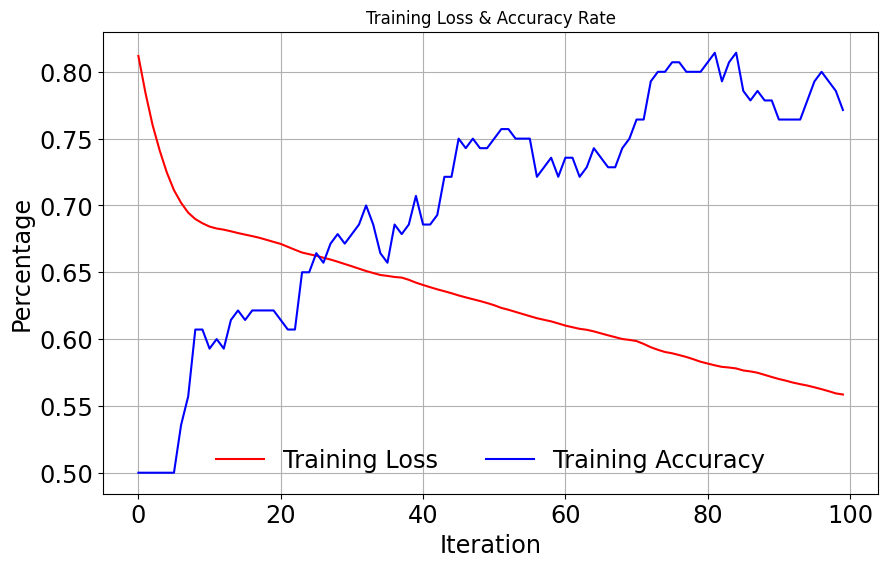 Training Loss & Accuracy Rate
Percentage
0.80
0.75
0.70
0.65
0.60
0.55
0.50
Training Loss Training Accuracy
0 20 40 60 80 100
Iteration